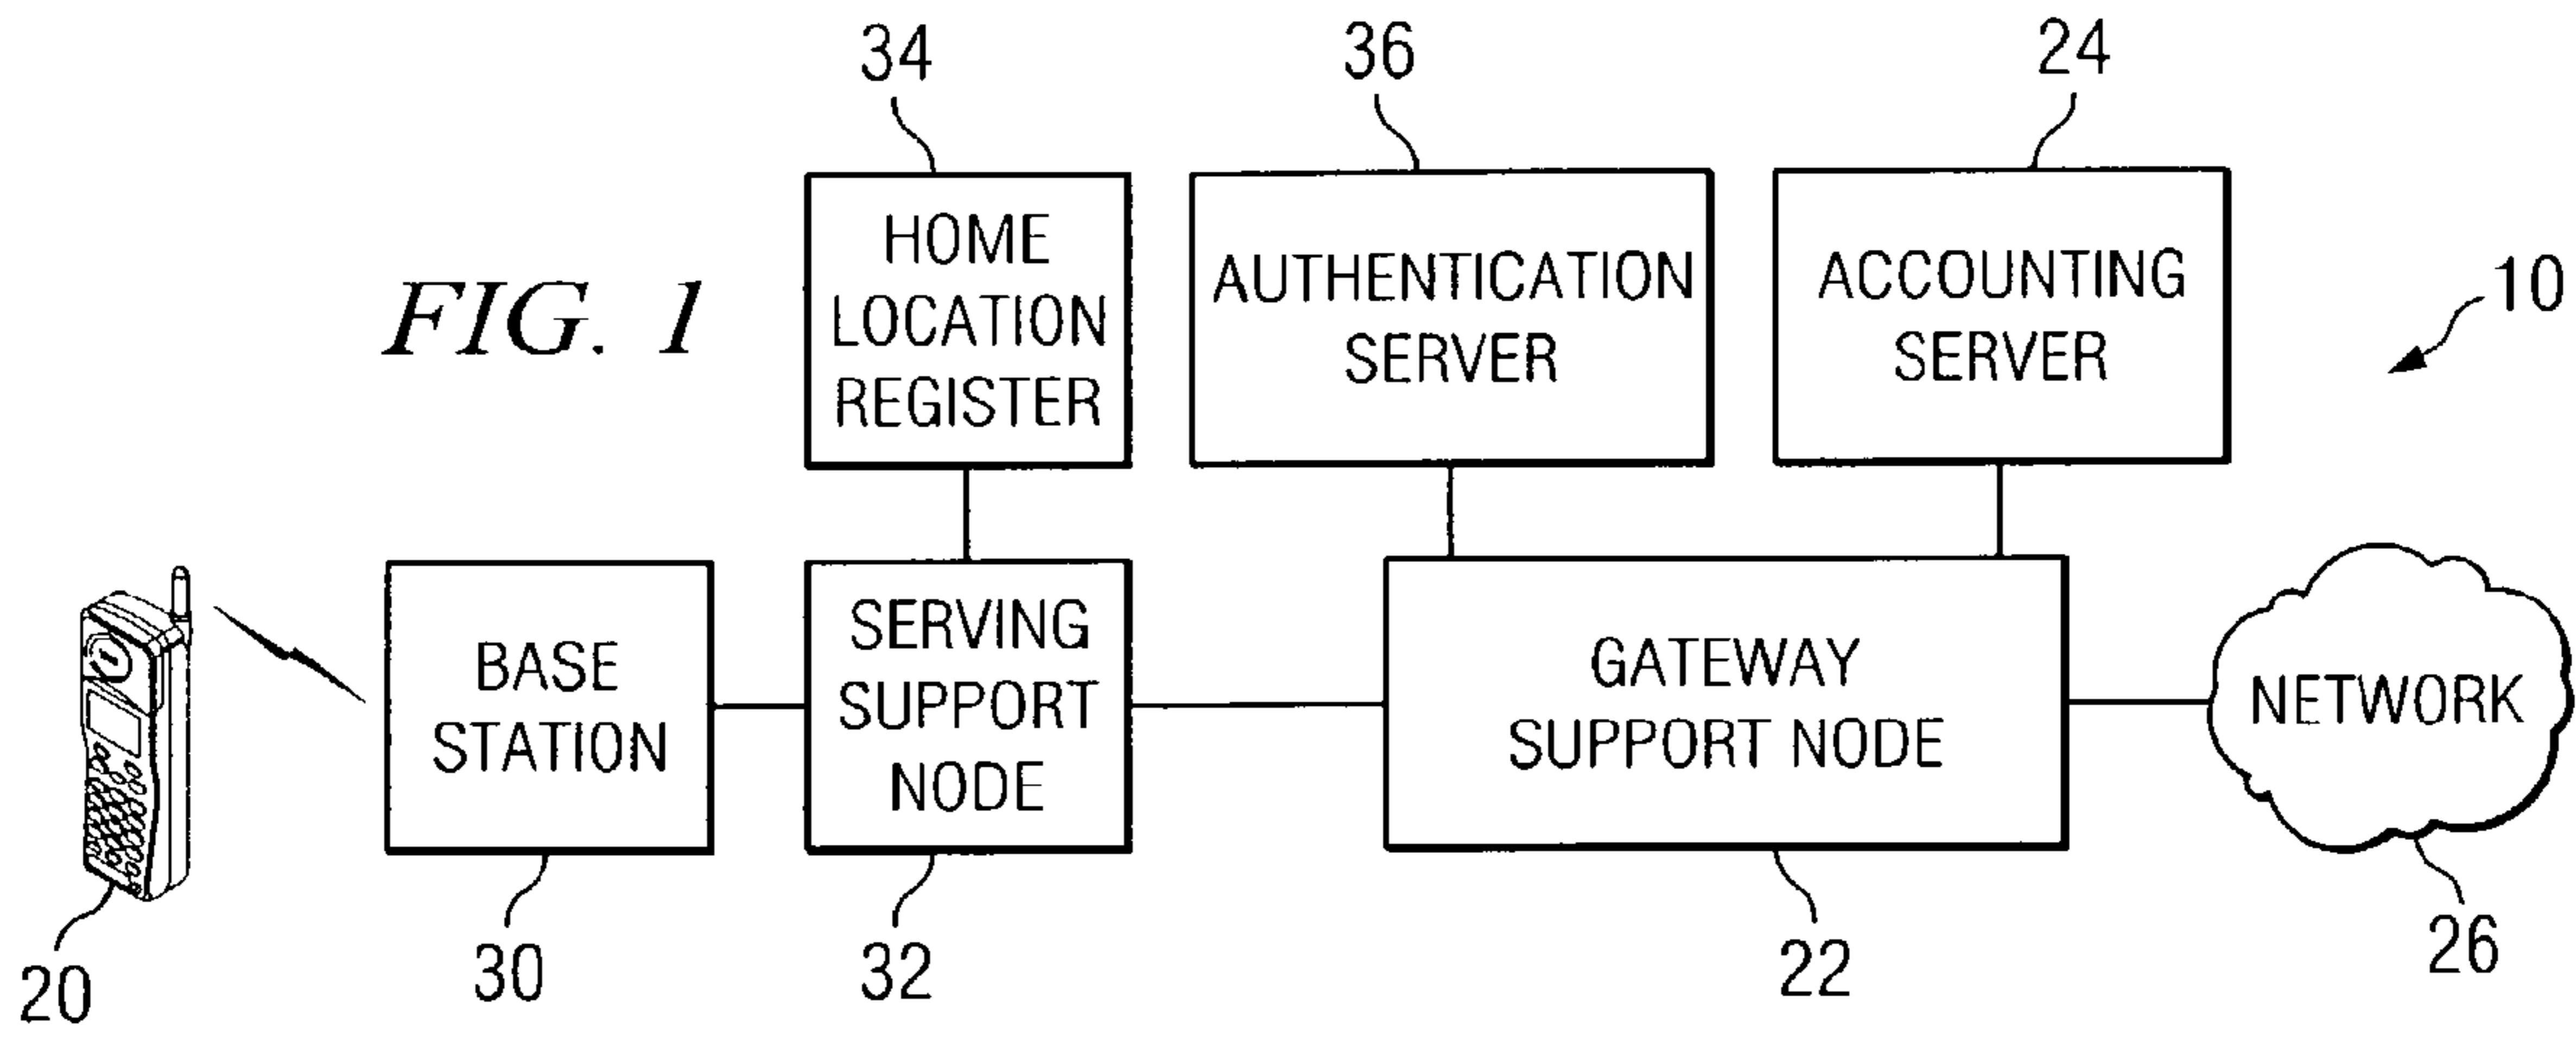 34
36
24
HOME
LOCATION
REGISTER
AUTHENTICATION
SERVER
ACCOUNTING
SERVER
10
FIG. 1
BASE
STATION
SERVING
SUPPORT
NODE
GATEWAY
SUPPORT NODE
NETWORK
20
30
32
22
26